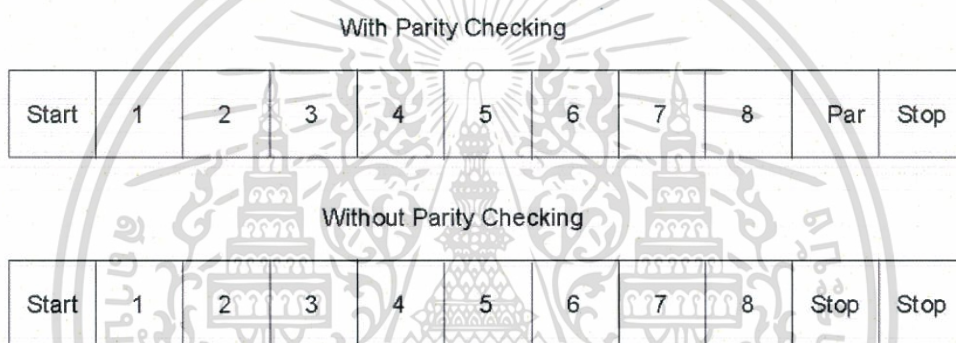 With Parity Checking
Start 1 2 3 4 5 6 7 8 Par Stop
Without Parity Checking
Start 1 2 3 4 5 6 7 8 Stop Stop